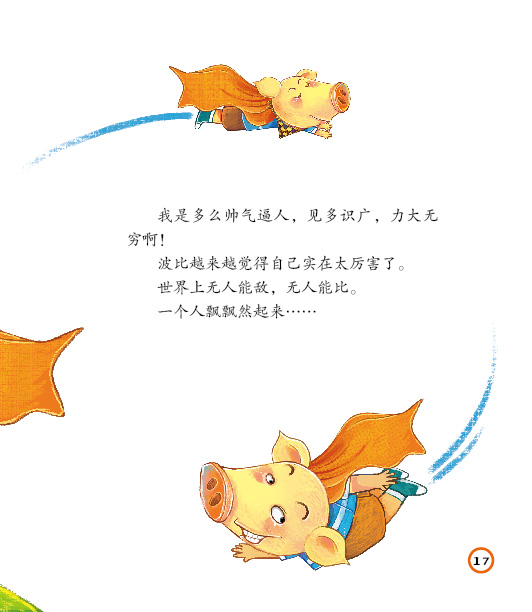 我是多么帅气逼人，见多识广，力大无
穷啊！
波比越来越觉得自己实在太厉害了。
世界上无人能敌，无人能比。
一个人飘飘然起来……
17